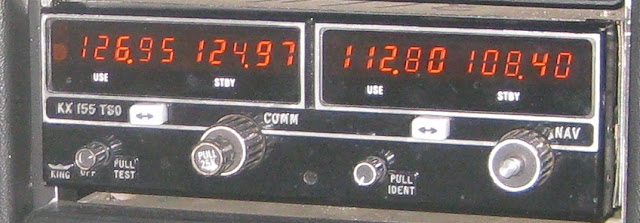 126.95 124.97 112.80 108.40
USE STBY USE STBY
KX 155 TSO ↔ COMM ↔ NAV
KING OFF PULL TEST PULL 25K PULL IDENT